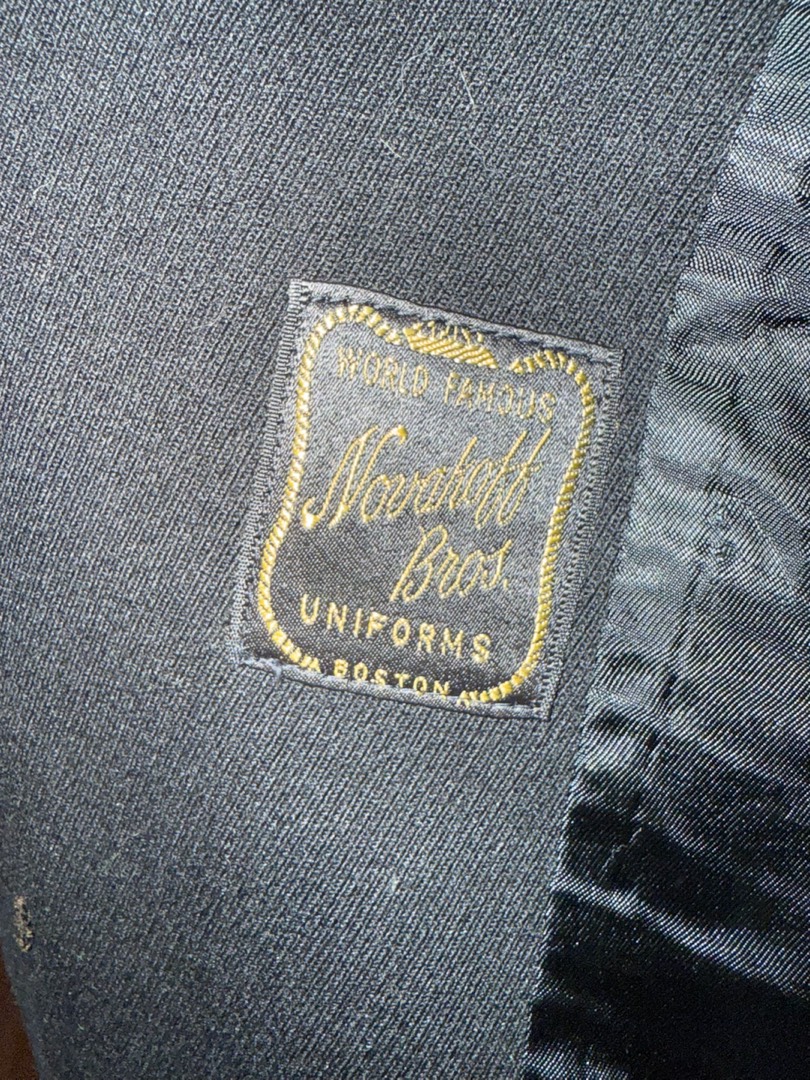 WORLD FAMOUS
Novakoff
Bros.
UNIFORMS
BOSTON